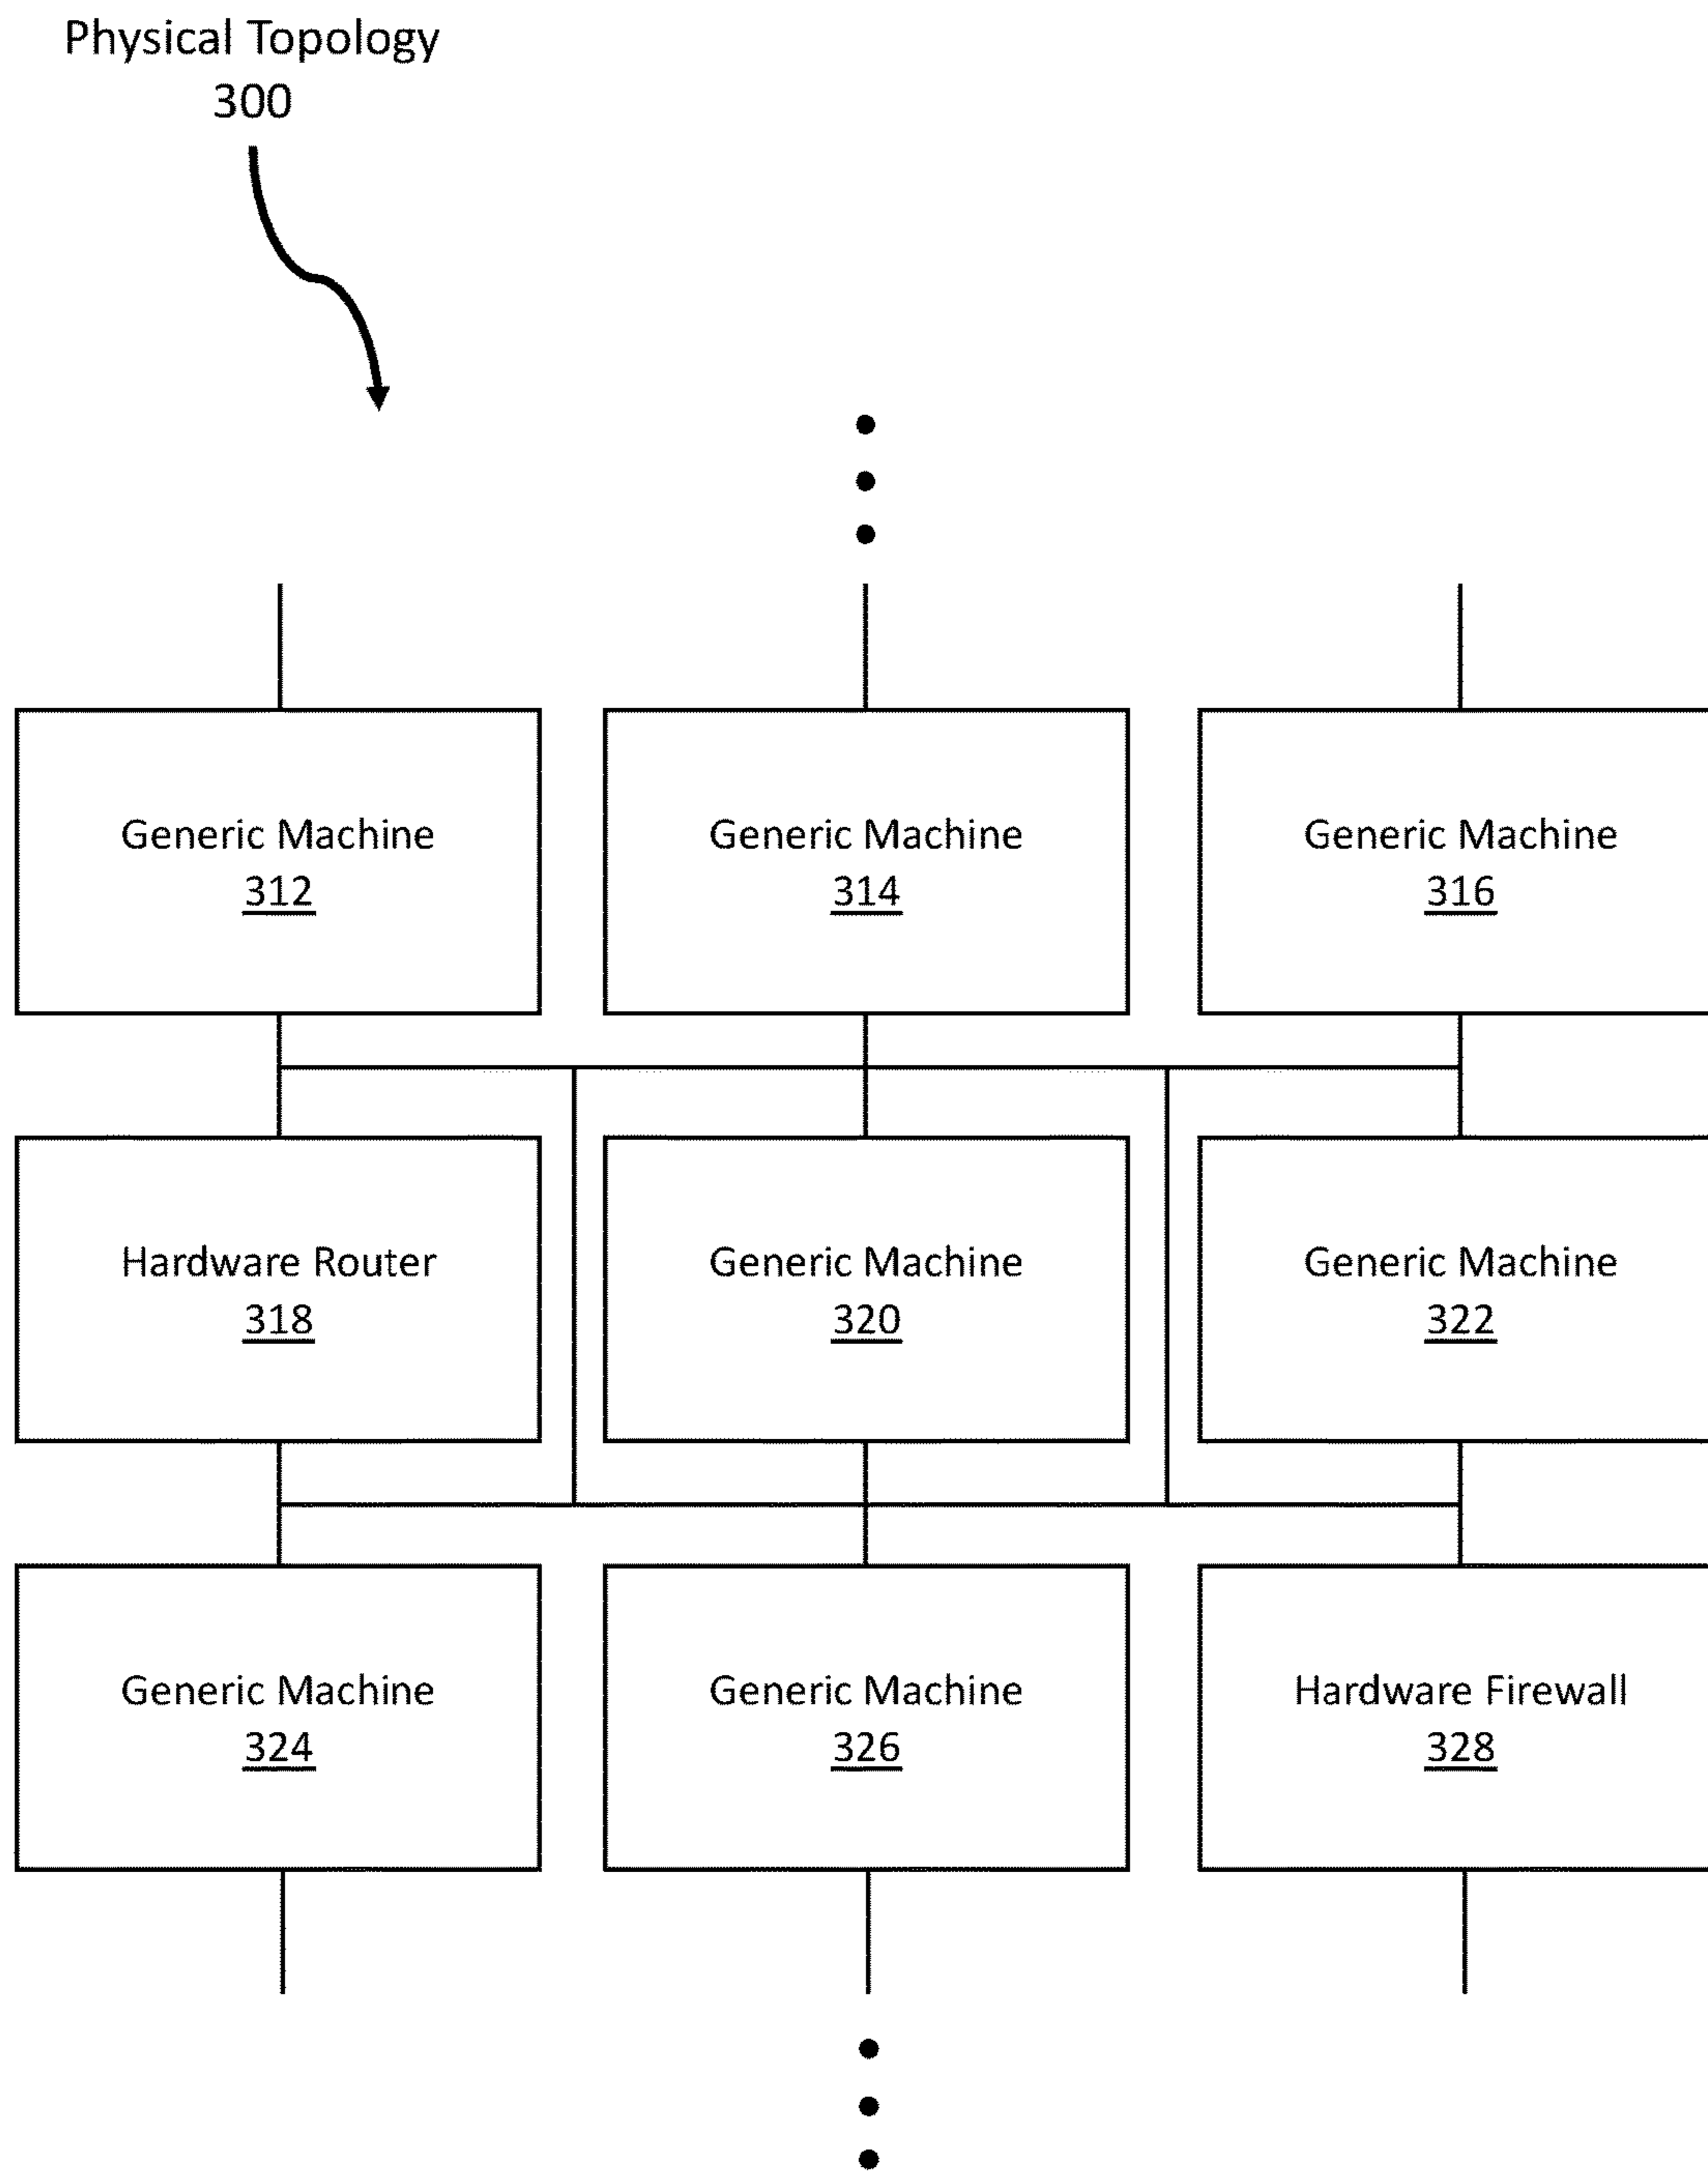 Physical Topology
300
Generic Machine
312
Generic Machine
314
Generic Machine
316
Hardware Router
318
Generic Machine
320
Generic Machine
322
Generic Machine
324
Generic Machine
326
Hardware Firewall
328